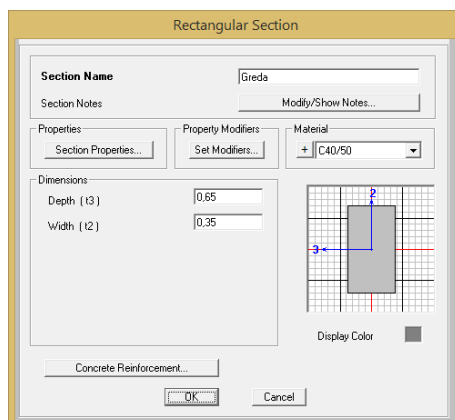 Rectangular Section
Section Name Greda
Section Notes Modify/Show Notes...
Properties Property Modifiers Material
Section Properties... Set Modifiers... + C40/50
Dimensions
Depth ( t3 ) 0,65
Width ( t2 ) 0,35
2
3
Display Color
Concrete Reinforcement...
OK Cancel